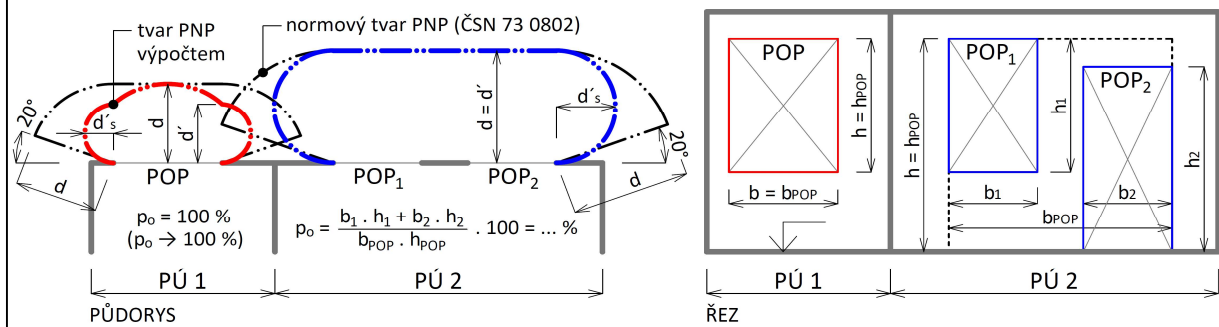 tvar PNP
výpočtem
normový tvar PNP (ČSN 73 0802)
20°
d´s
d
d´
d = d´
d´s
20°
d
d
POP
POP1
POP2
po = 100 %
(po → 100 %)
po = b1 . h1 + b2 . h2 / bPOP . hPOP . 100 = ... %
PÚ 1
PÚ 2
PŮDORYS
POP
h = hPOP
b = bPOP
h = hPOP
POP1
h1
POP2
h2
b1
b2
bPOP
PÚ 1
PÚ 2
ŘEZ